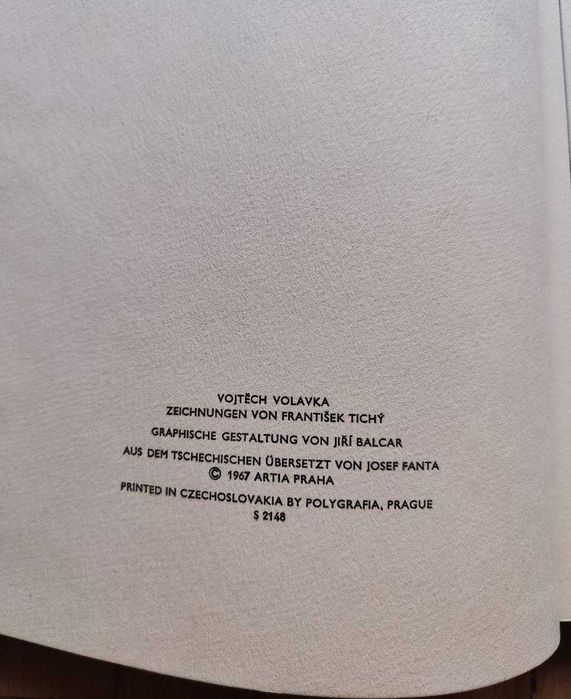 VOJTĚCH VOLAVKA
ZEICHNUNGEN VON FRANTIŠEK TICHÝ
GRAPHISCHE GESTALTUNG VON JIŘÍ BALCAR
AUS DEM TSCHECHISCHEN ÜBERSETZT VON JOSEF FANTA
© 1967 ARTIA PRAHA
PRINTED IN CZECHOSLOVAKIA BY POLYGRAFIA, PRAGUE
S 2148